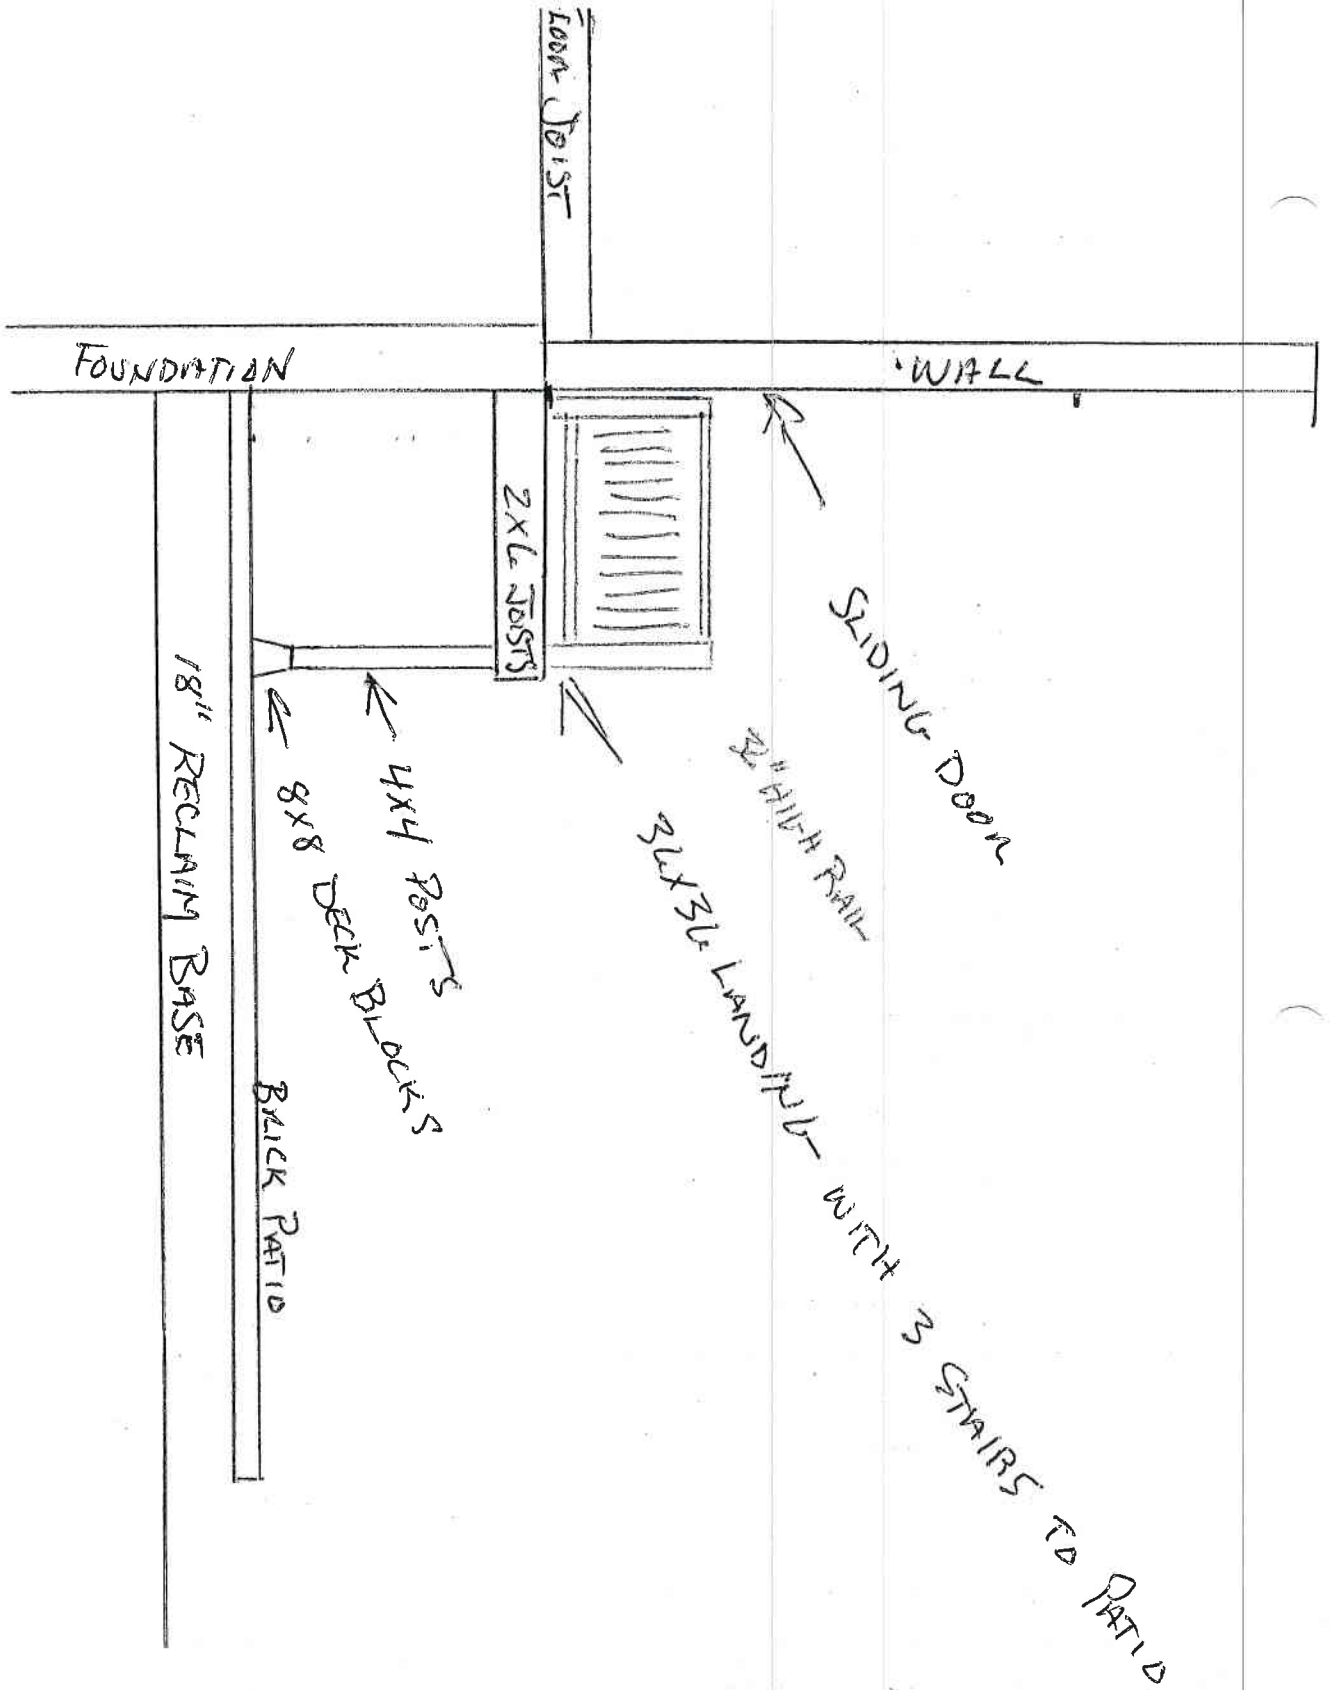 JOIST
FOUNDATION
WALL
SLIDING DOOR
2X6 JOISTS
HIGH RAIL
36X36 LANDING WITH 3 STAIRS TO PATIO
4X4 POSTS
8X8 DECK BLOCKS
BRICK PATIO
18" RECLAIM BASE